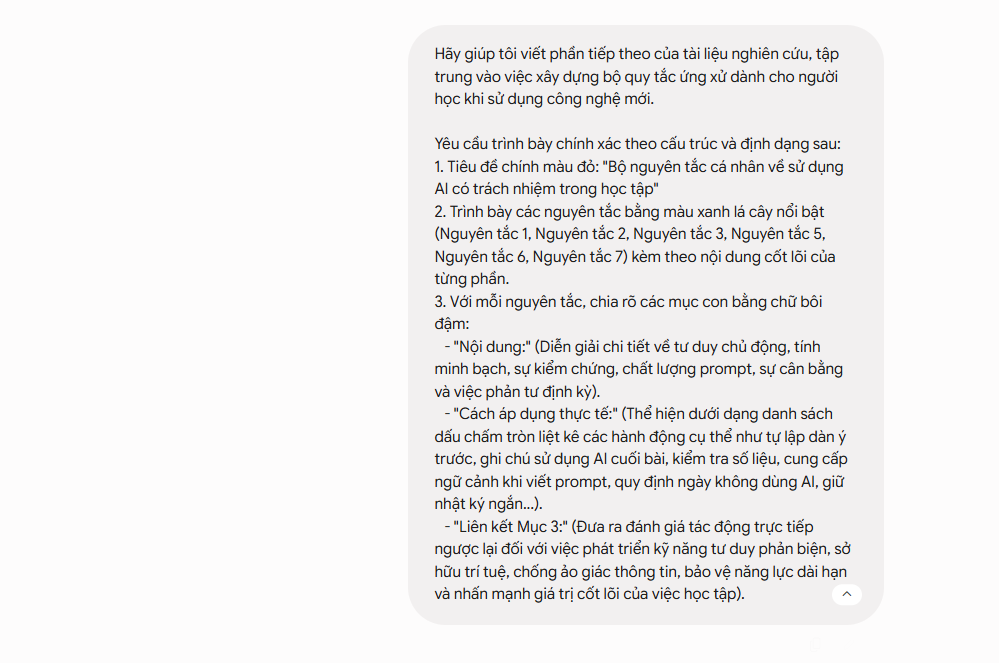 Hãy giúp tôi viết phần tiếp theo của tài liệu nghiên cứu, tập
trung vào việc xây dựng bộ quy tắc ứng xử dành cho người
học khi sử dụng công nghệ mới.
Yêu cầu trình bày chính xác theo cấu trúc và định dạng sau:
1. Tiêu đề chính màu đỏ: "Bộ nguyên tắc cá nhân về sử dụng
AI có trách nhiệm trong học tập"
2. Trình bày các nguyên tắc bằng màu xanh lá cây nổi bật
(Nguyên tắc 1, Nguyên tắc 2, Nguyên tắc 3, Nguyên tắc 5,
Nguyên tắc 6, Nguyên tắc 7) kèm theo nội dung cốt lõi của
từng phần.
3. Với mỗi nguyên tắc, chia rõ các mục con bằng chữ bôi
đậm:
- "Nội dung:" (Diễn giải chi tiết về tư duy chủ động, tính
minh bạch, sự kiểm chứng, chất lượng prompt, sự cân bằng
và việc phản tư định kỳ).
- "Cách áp dụng thực tế:" (Thể hiện dưới dạng danh sách
dấu chấm tròn liệt kê các hành động cụ thể như tự lập dàn ý
trước, ghi chú sử dụng AI cuối bài, kiểm tra số liệu, cung cấp
ngữ cảnh khi viết prompt, quy định ngày không dùng AI, giữ
nhật ký ngắn...).
- "Liên kết Mục 3:" (Đưa ra đánh giá tác động trực tiếp
ngược lại đối với việc phát triển kỹ năng tư duy phản biện, sở
hữu trí tuệ, chống ảo giác thông tin, bảo vệ năng lực dài hạn
và nhấn mạnh giá trị cốt lõi của việc học tập).